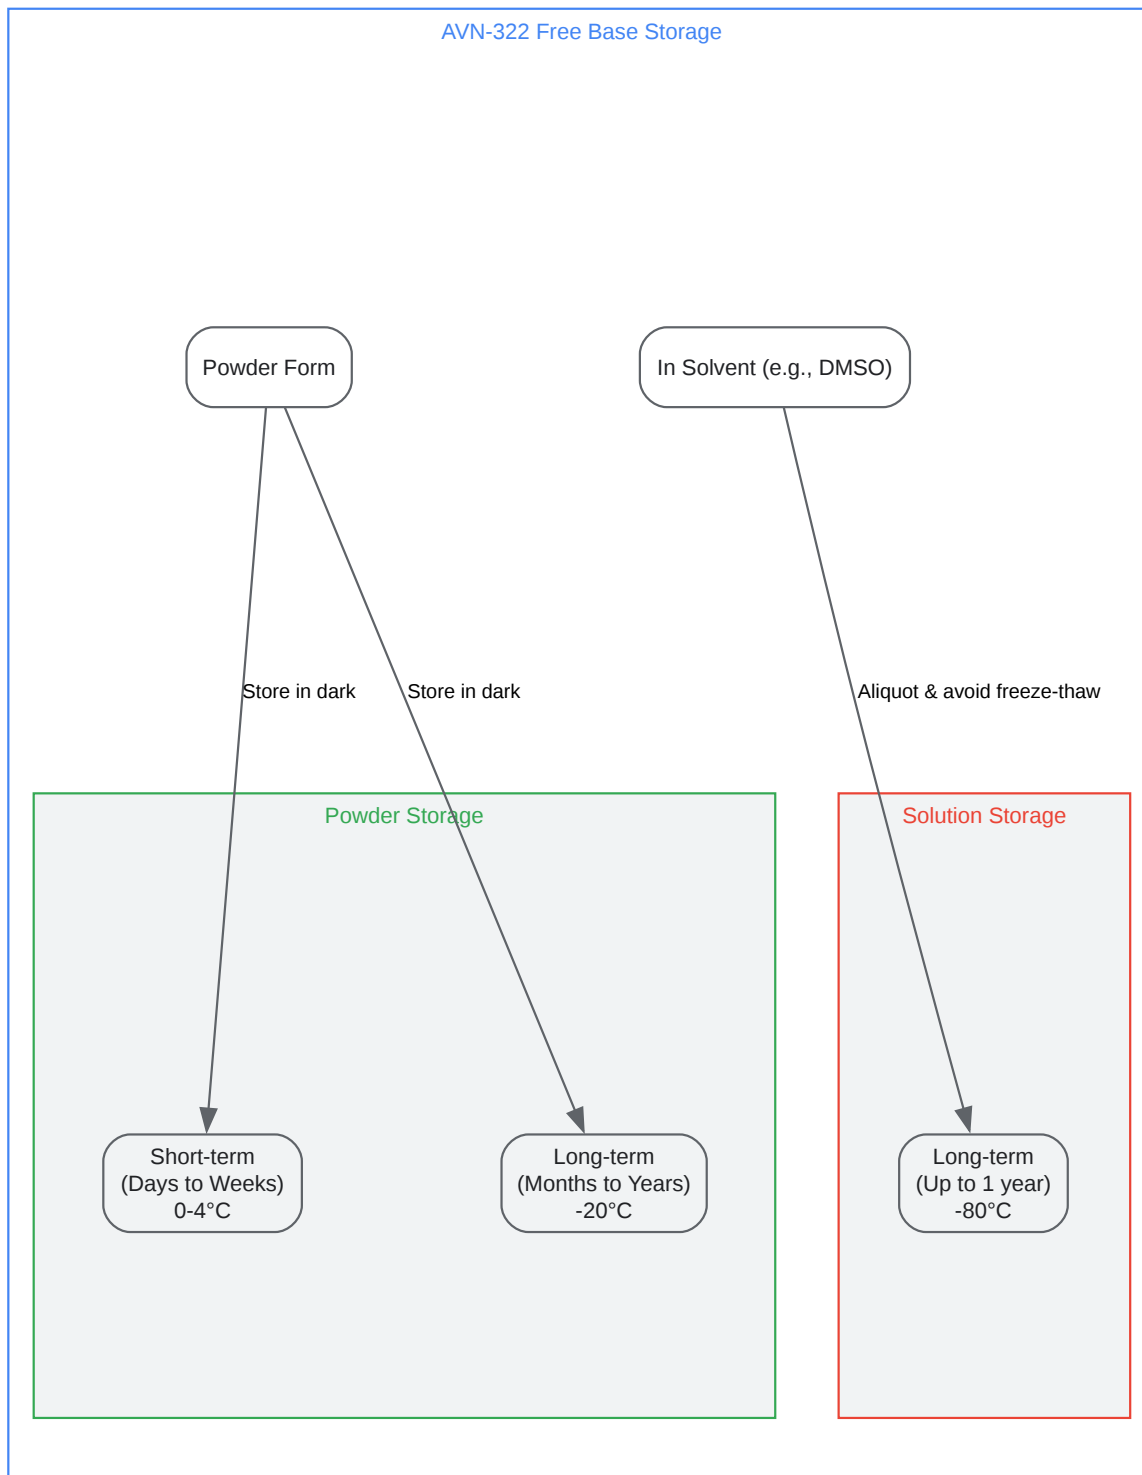 AVN-322 Free Base Storage
Powder Form
In Solvent (e.g., DMSO)
Store in dark
Store in dark
Aliquot & avoid freeze-thaw
Powder Storage
Solution Storage
Short-term
(Days to Weeks)
0-4°C
Long-term
(Months to Years)
-20°C
Long-term
(Up to 1 year)
-80°C